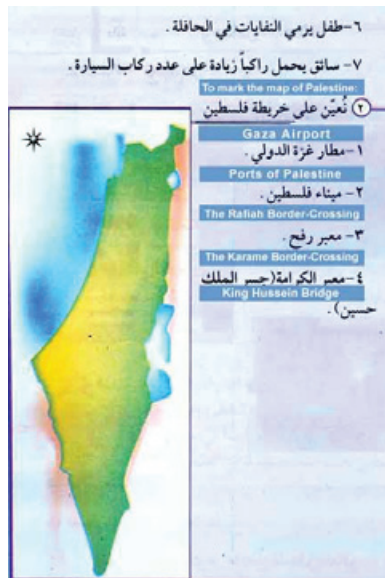 ٦-طفل يرمي النفايات في الحافلة.
٧- سائق يحمل راكباً زيادة على عدد ركاب السيارة.
To mark the map of Palestine:
② نُعيّن على خريطة فلسطين
Gaza Airport
١-مطار غزة الدولي.
Ports of Palestine
٢- ميناء فلسطين.
The Rafiah Border-Crossing
٣- معبر رفح.
The Karame Border-Crossing
٤-معبر الكرامة(جسر الملك
King Hussein Bridge
حسين).